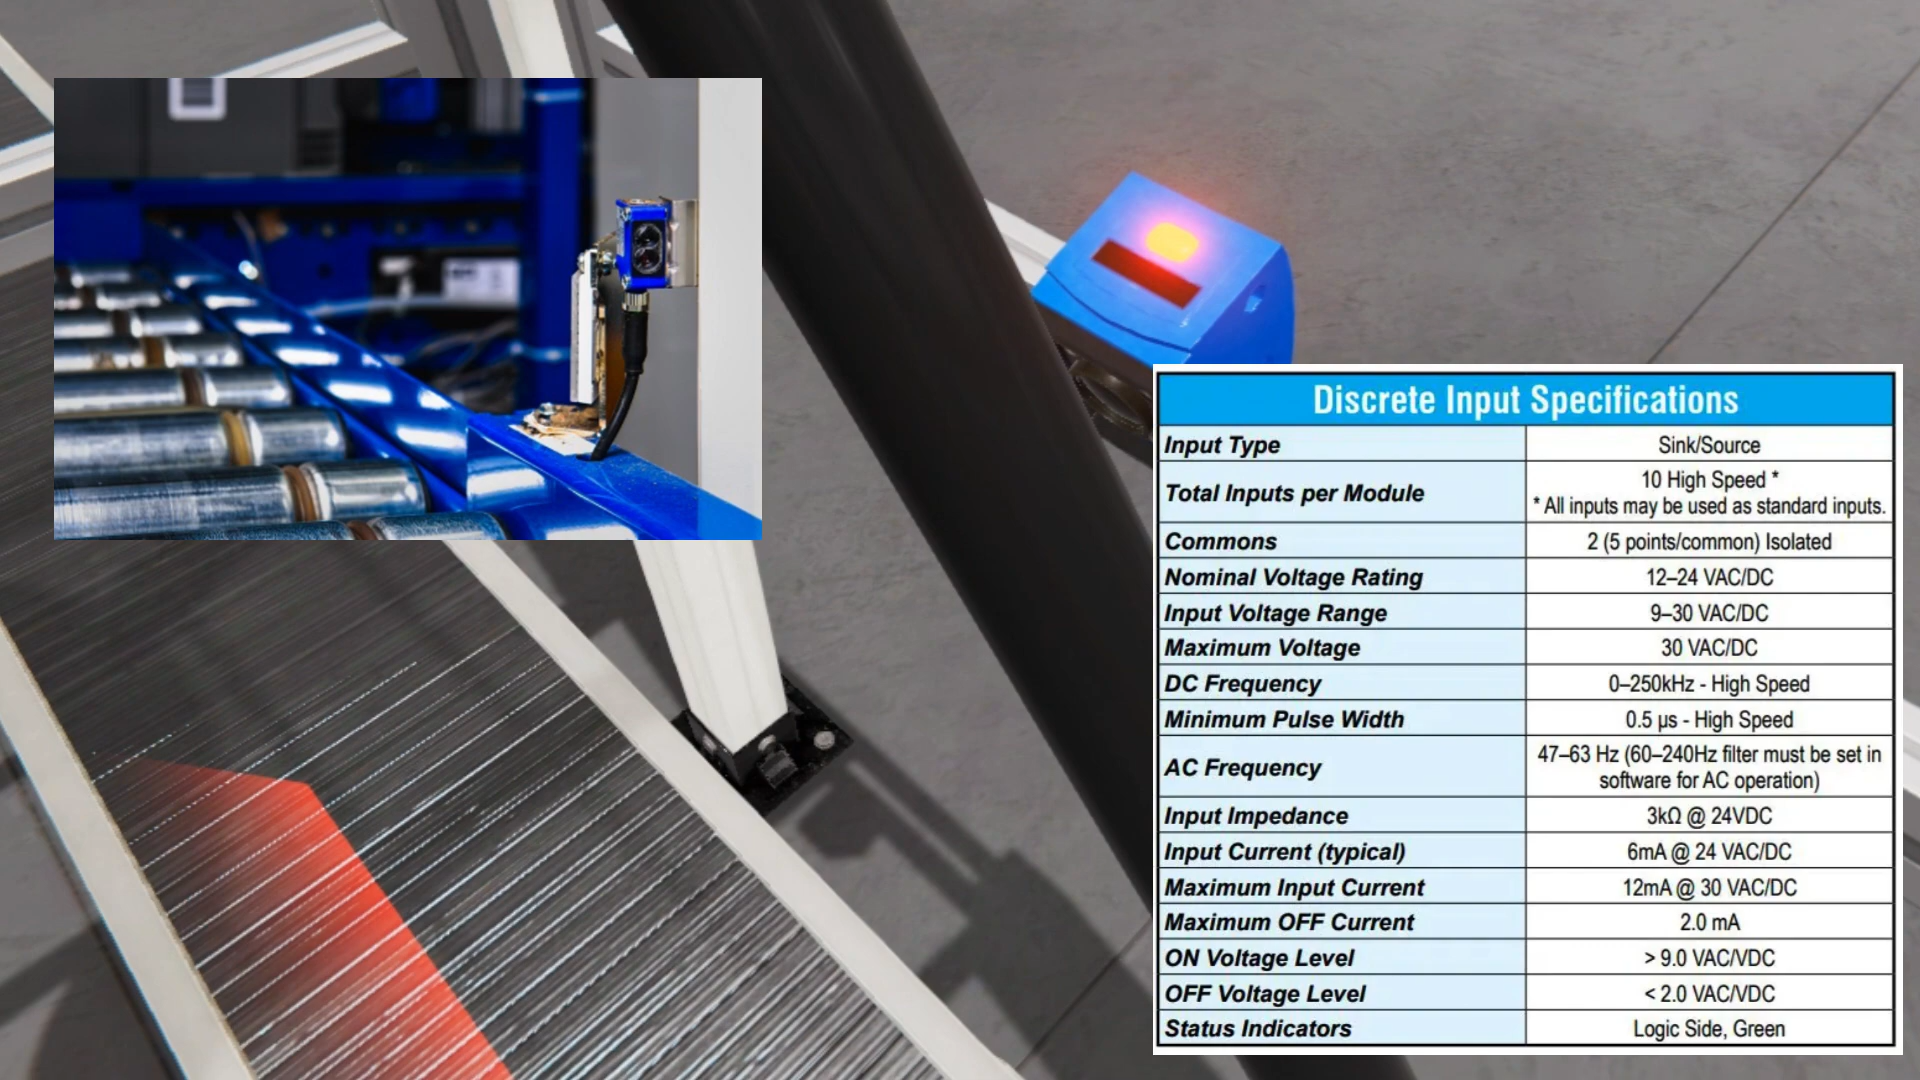 Discrete Input Specifications
Input Type Sink/Source
Total Inputs per Module 10 High Speed *
* All inputs may be used as standard inputs.
Commons 2 (5 points/common) Isolated
Nominal Voltage Rating 12–24 VAC/DC
Input Voltage Range 9–30 VAC/DC
Maximum Voltage 30 VAC/DC
DC Frequency 0–250kHz - High Speed
Minimum Pulse Width 0.5 µs - High Speed
AC Frequency 47–63 Hz (60–240Hz filter must be set in
software for AC operation)
Input Impedance 3kΩ @ 24VDC
Input Current (typical) 6mA @ 24 VAC/DC
Maximum Input Current 12mA @ 30 VAC/DC
Maximum OFF Current 2.0 mA
ON Voltage Level > 9.0 VAC/VDC
OFF Voltage Level < 2.0 VAC/VDC
Status Indicators Logic Side, Green